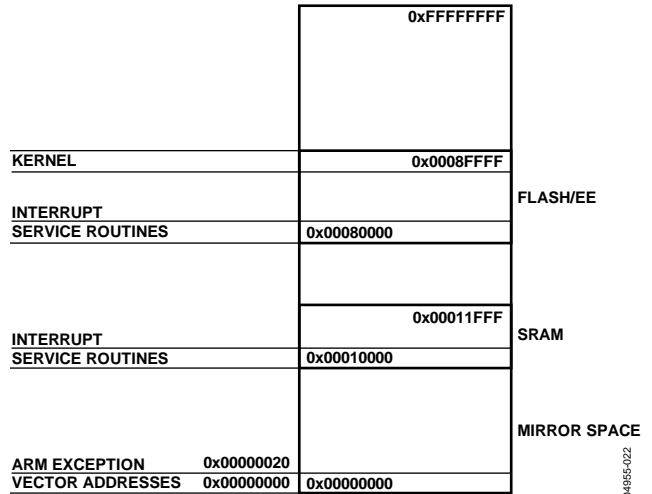 0xFFFFFFFF
KERNEL 0x0008FFFF
FLASH/EE
INTERRUPT
SERVICE ROUTINES 0x00080000
0x00011FFF
SRAM
INTERRUPT
SERVICE ROUTINES 0x00010000
MIRROR SPACE
ARM EXCEPTION 0x00000020
VECTOR ADDRESSES 0x00000000 0x00000000
04955-022